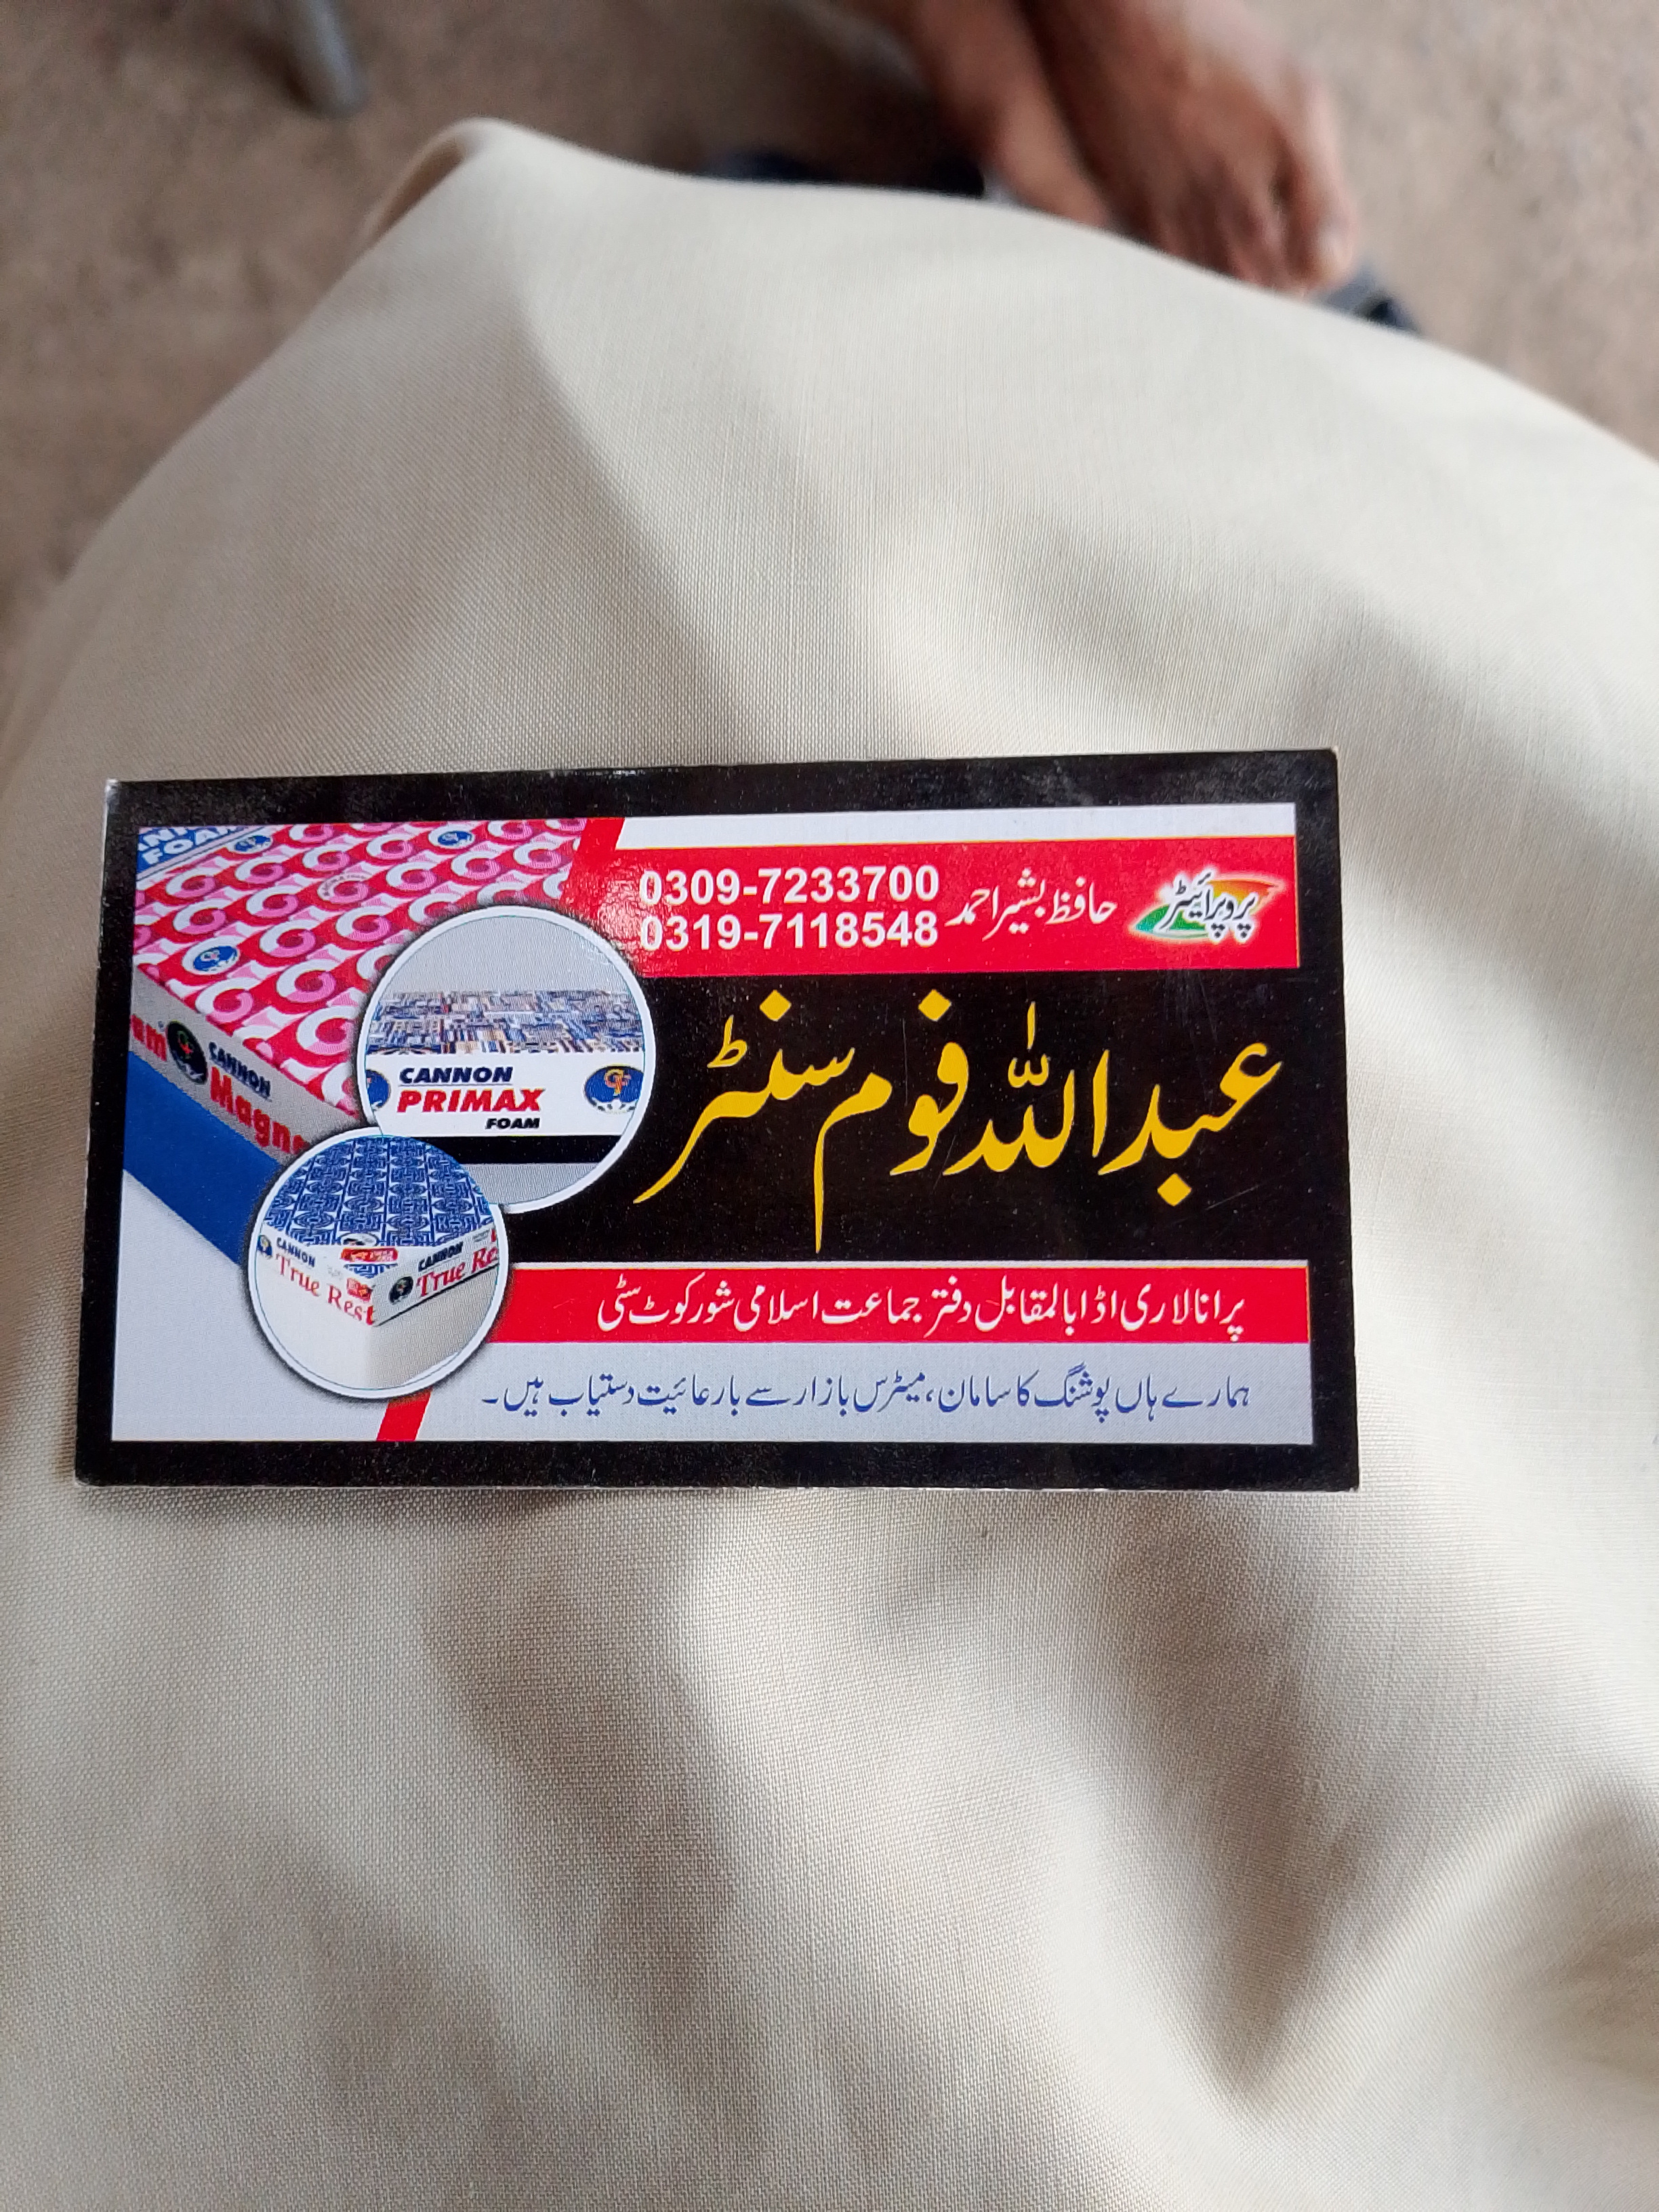 پروپرائیٹر
حافظ بشیر احمد
0309-7233700
0319-7118548
عبداللہ فوم سنٹر
پرانا لاری اڈا بالمقابل دفتر جماعت اسلامی شورکوٹ سٹی
ہمارے ہاں پوشنگ کا سامان، میٹرس بازار سے بارعائیت دستیاب ہیں۔
FOAM
CANNON
CANNON
PRIMAX
FOAM
CANNON
True Rest
CANNON